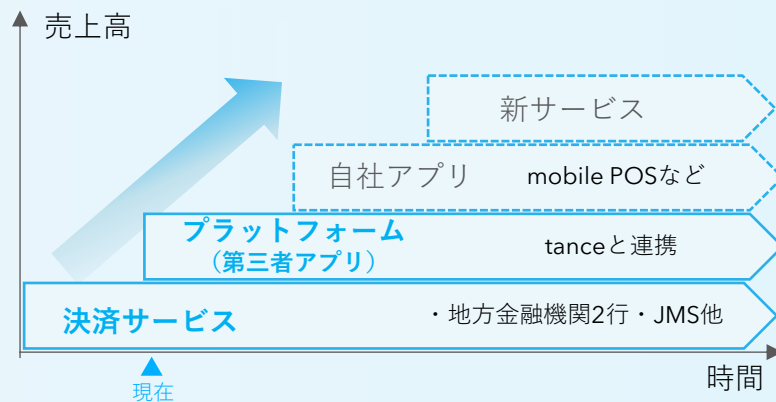 売上高
新サービス
自社アプリ mobile POSなど
プラットフォーム
（第三者アプリ） tanceと連携
決済サービス ・地方金融機関2行・JMS他
時間
現在